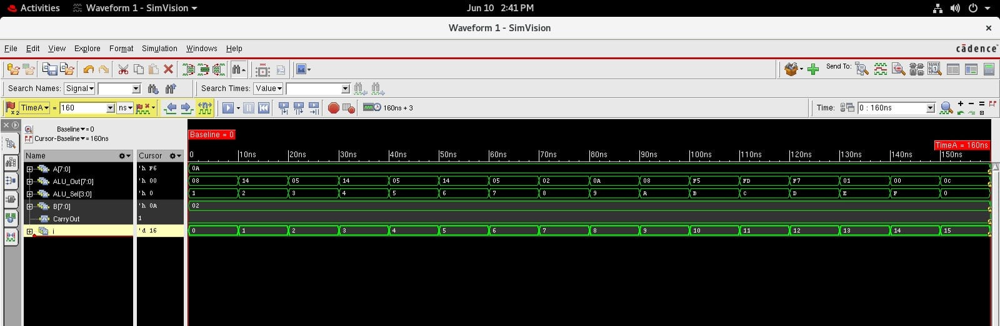 Activities Waveform 1 - SimVision Jun 10 2:41 PM
Waveform 1 - SimVision ×
File Edit View Explore Format Simulation Windows Help cādence
Send To:
Search Names: Signal Search Times: Value
x2 TimeA = 160 ns 160ns + 3 Time: 0 : 160ns
Baseline = 0
Cursor-Baseline = 160ns
Baseline = 0
TimeA = 160ns
Name Cursor 0 10ns 20ns 30ns 40ns 50ns 60ns 70ns 80ns 90ns 100ns 110ns 120ns 130ns 140ns 150ns
A[7:0] 'h F6 0A
ALU_Out[7:0] 'h 00 08 14 05 14 05 14 05 02 0A 08 F5 FD F7 01 00 0C
ALU_Sel[3:0] 'h 0 1 2 3 4 5 6 7 8 9 A B C D E F 0
B[7:0] 'h 0A 02
CarryOut 1
i 'd 16 0 1 2 3 4 5 6 7 8 9 10 11 12 13 14 15